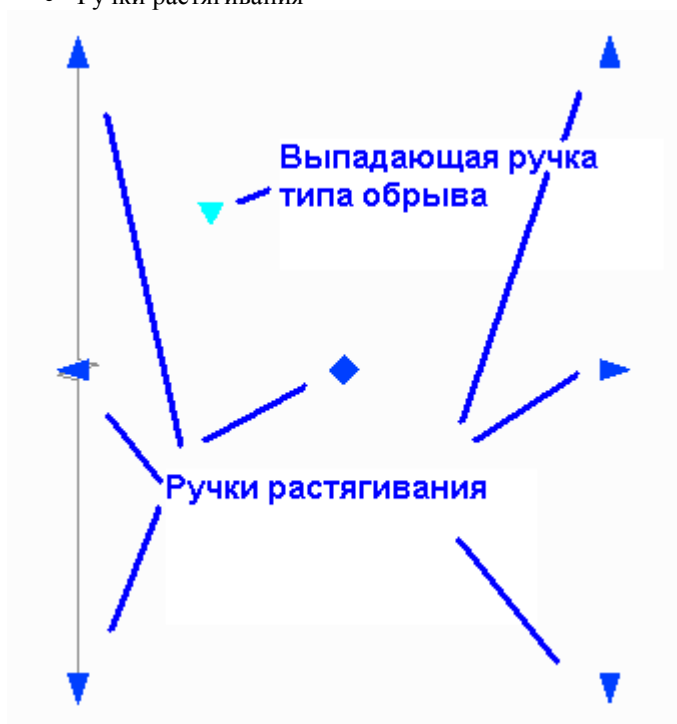 • Ручки растягивания
Выпадающая ручка
типа обрыва
Ручки растягивания